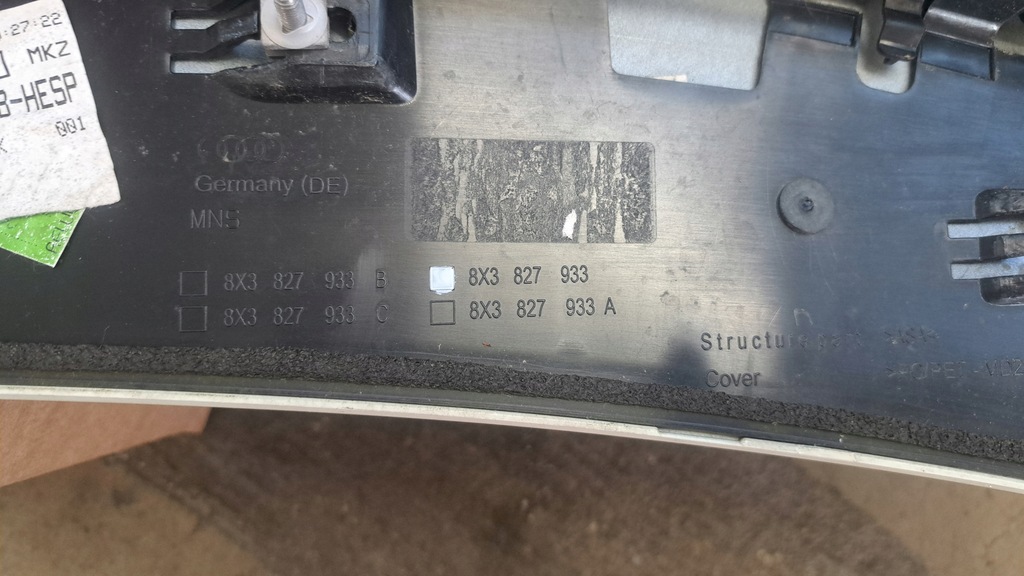 :27:22
MKZ
B-HESP
001
Germany (DE)
MNS
8X3 827 933 B
8X3 827 933
8X3 827 933 C
8X3 827 933 A
Cover